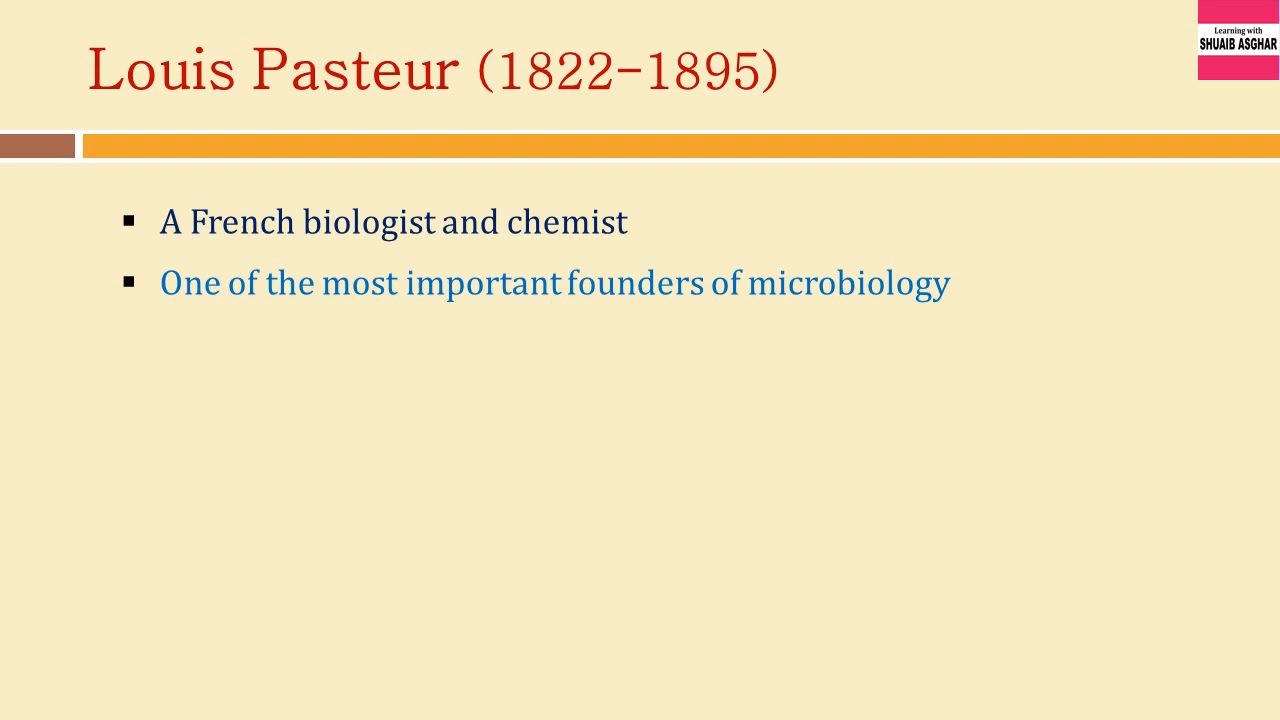 Louis Pasteur (1822-1895)
Learning with
SHUAIB ASGHAR
▪ A French biologist and chemist
▪ One of the most important founders of microbiology